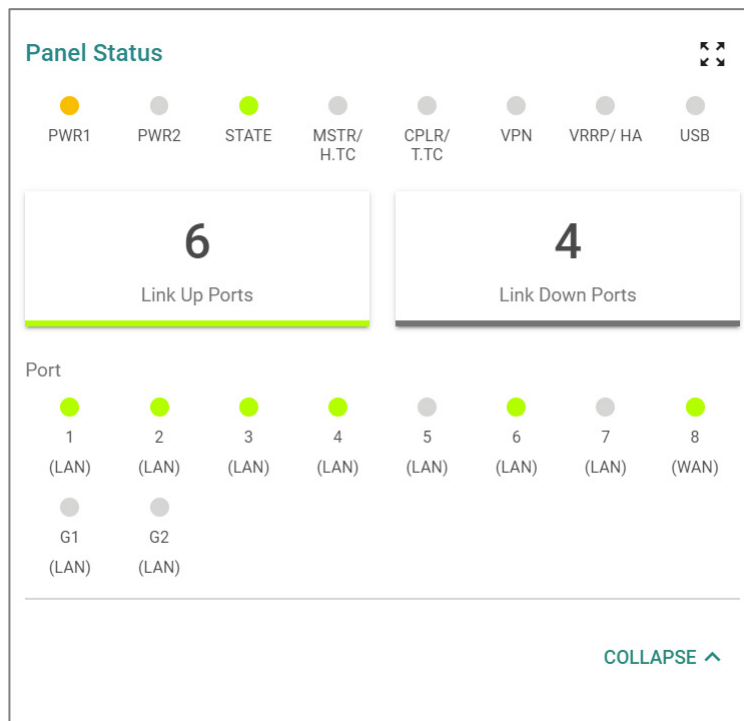 Panel Status
PWR1 PWR2 STATE MSTR/ CPLR/ VPN VRRP/ HA USB
H.TC T.TC
6 4
Link Up Ports Link Down Ports
Port
1 2 3 4 5 6 7 8
(LAN) (LAN) (LAN) (LAN) (LAN) (LAN) (LAN) (WAN)
G1 G2
(LAN) (LAN)
COLLAPSE